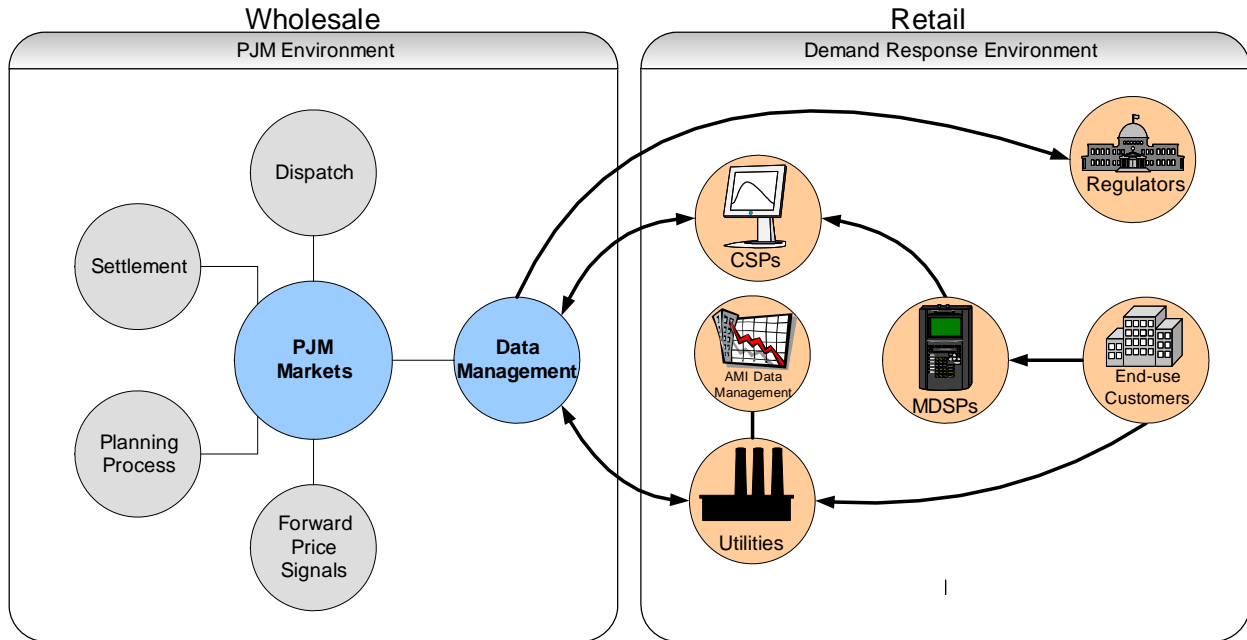 Wholesale
Retail
PJM Environment
Demand Response Environment
Dispatch
Settlement
PJM
Markets
Data
Management
Planning
Process
Forward
Price
Signals
Regulators
CSPs
AMI Data
Management
MDSPs
End-use
Customers
Utilities